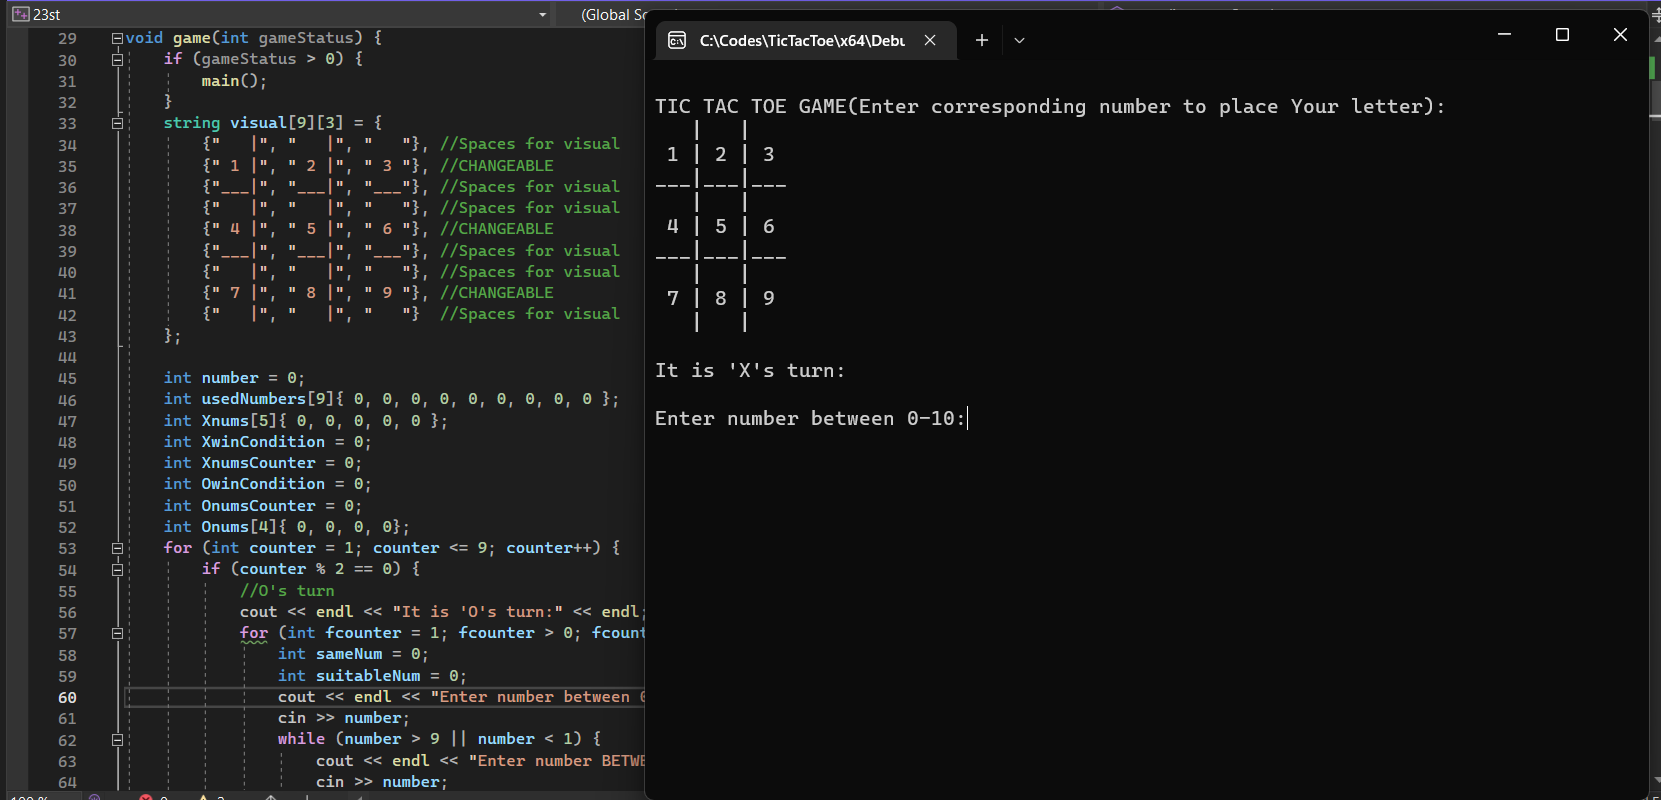 23st
(Global Sc
29 void game(int gameStatus) {
30 if (gameStatus > 0) {
31 main();
32 }
33 string visual[9][3] = {
34 {"   |", "   |", "   "}, //Spaces for visual
35 {" 1 |", " 2 |", " 3 "}, //CHANGEABLE
36 {"___|", "___|", "___"}, //Spaces for visual
37 {"   |", "   |", "   "}, //Spaces for visual
38 {" 4 |", " 5 |", " 6 "}, //CHANGEABLE
39 {"___|", "___|", "___"}, //Spaces for visual
40 {"   |", "   |", "   "}, //Spaces for visual
41 {" 7 |", " 8 |", " 9 "}, //CHANGEABLE
42 {"   |", "   |", "   "}  //Spaces for visual
43 };
44
45 int number = 0;
46 int usedNumbers[9]{ 0, 0, 0, 0, 0, 0, 0, 0, 0 };
47 int Xnums[5]{ 0, 0, 0, 0, 0 };
48 int XwinCondition = 0;
49 int XnumsCounter = 0;
50 int OwinCondition = 0;
51 int OnumsCounter = 0;
52 int Onums[4]{ 0, 0, 0, 0};
53 for (int counter = 1; counter <= 9; counter++) {
54 if (counter % 2 == 0) {
55 //O's turn
56 cout << endl << "It is 'O's turn:" << endl;
57 for (int fcounter = 1; fcounter > 0; fcount
58 int sameNum = 0;
59 int suitableNum = 0;
60 cout << endl << "Enter number between 0
61 cin >> number;
62 while (number > 9 || number < 1) {
63 cout << endl << "Enter number BETWE
64 cin >> number;
C:\Codes\TicTacToe\x64\Debu
TIC TAC TOE GAME(Enter corresponding number to place Your letter):
   |   |
 1 | 2 | 3
___|___|___
   |   |
 4 | 5 | 6
___|___|___
   |   |
 7 | 8 | 9
   |   |
It is 'X's turn:
Enter number between 0-10: